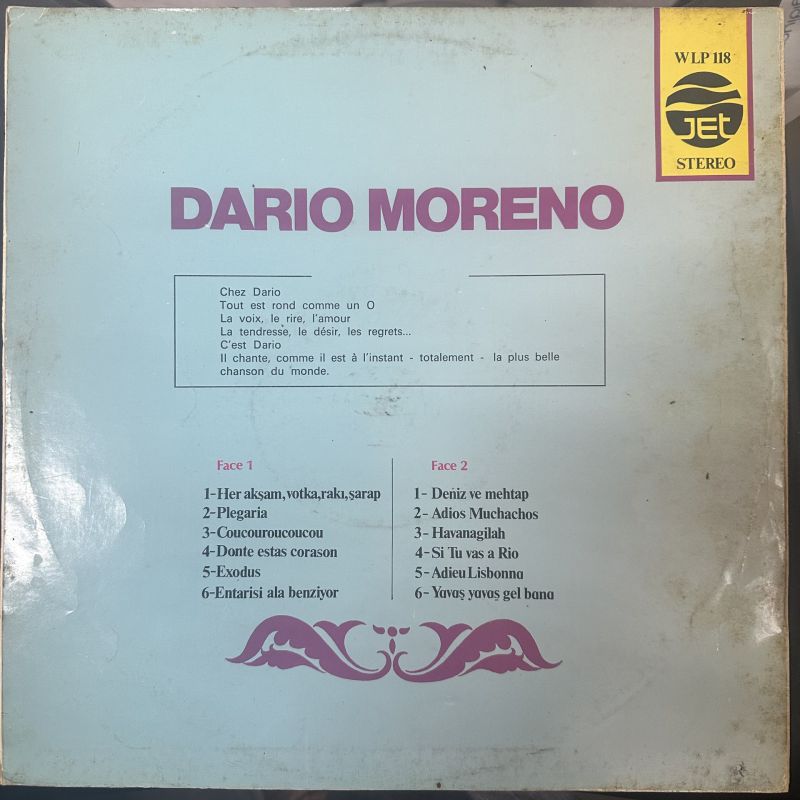 WLP 118
JEt
STEREO
DARIO MORENO
Chez Dario
Tout est rond comme un O
La voix, le rire, l'amour
La tendresse, le désir, les regrets...
C'est Dario
Il chante, comme il est à l'instant - totalement - la plus belle
chanson du monde.
Face 1
1-Her akşam,votka,rakı,şarap
2-Plegaria
3-Coucouroucoucou
4-Donte estas corason
5-Exodus
6-Entarisi ala benziyor
Face 2
1- Deniz ve mehtap
2- Adios Muchachos
3- Havanagilah
4-Si Tu vas a Rio
5-Adieu Lisbonna
6- Yavaş yavaş gel bana